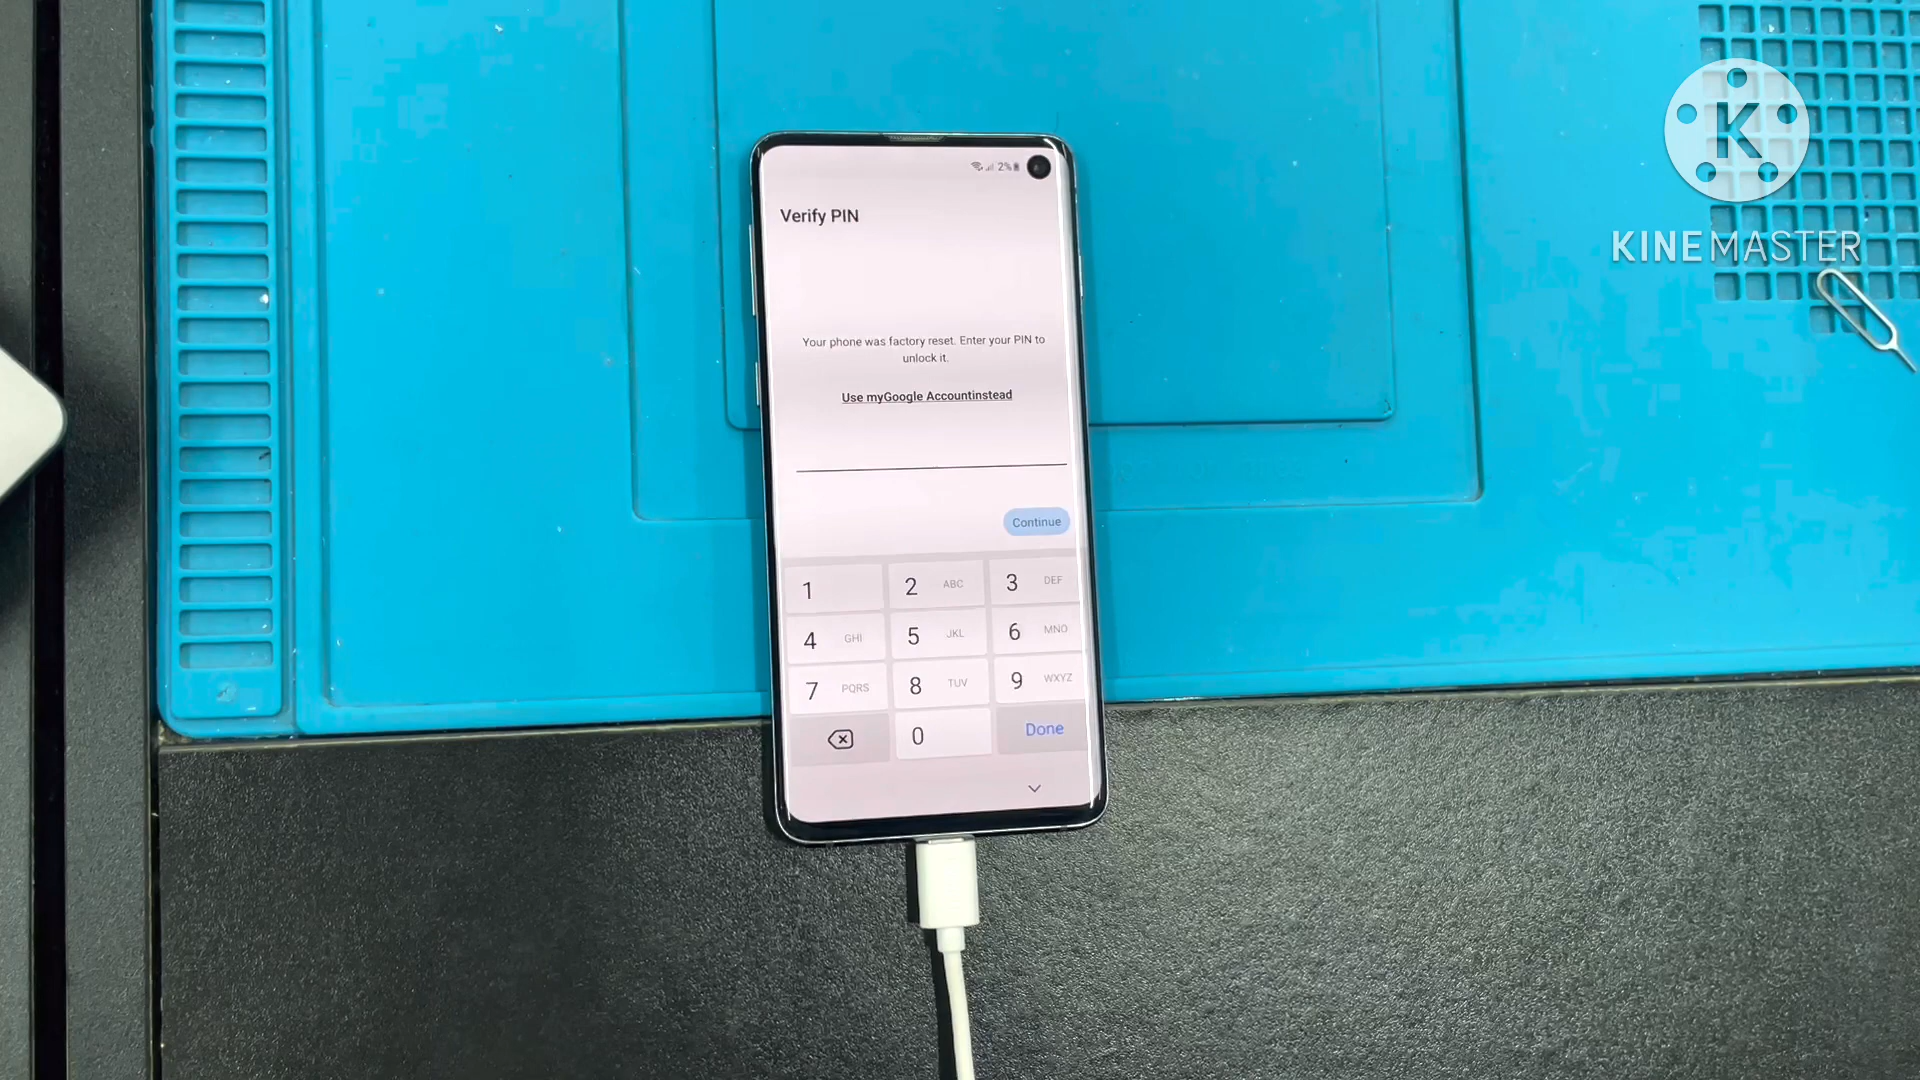 2%
Verify PIN
Your phone was factory reset. Enter your PIN to
unlock it.
Use myGoogle Accountinstead
Continue
1
2 ABC
3 DEF
4 GHI
5 JKL
6 MNO
7 PQRS
8 TUV
9 WXYZ
0
Done
K
KINEMASTER